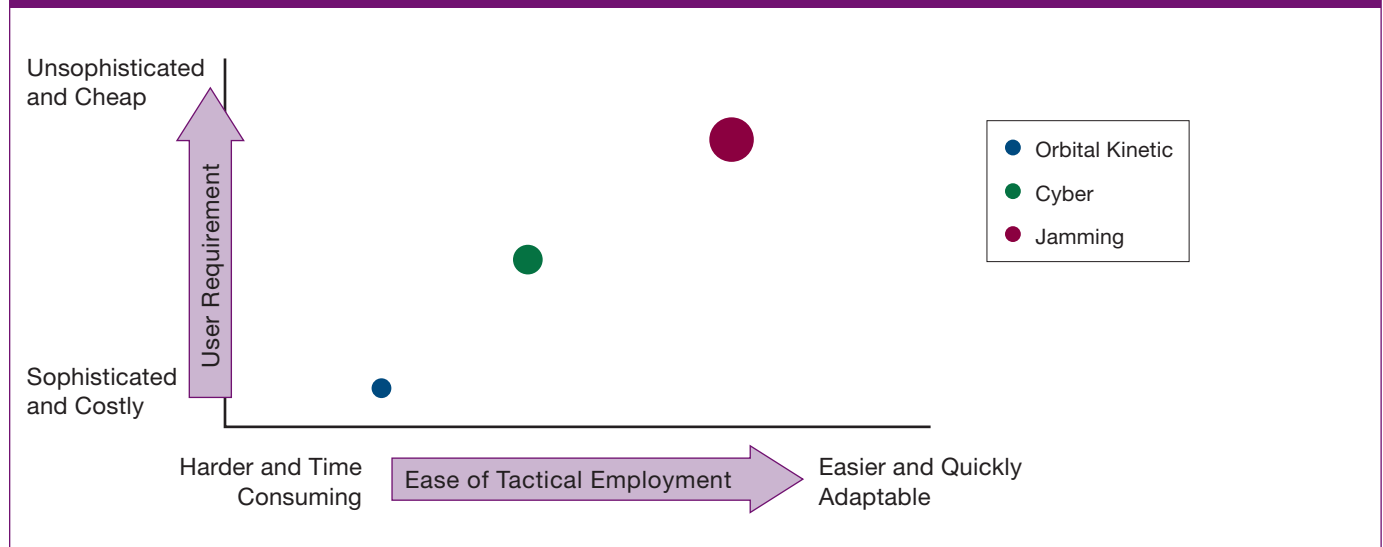 Unsophisticated
and Cheap
User Requirement
Sophisticated
and Costly
Harder and Time
Consuming
Ease of Tactical Employment
Easier and Quickly
Adaptable
Orbital Kinetic
Cyber
Jamming